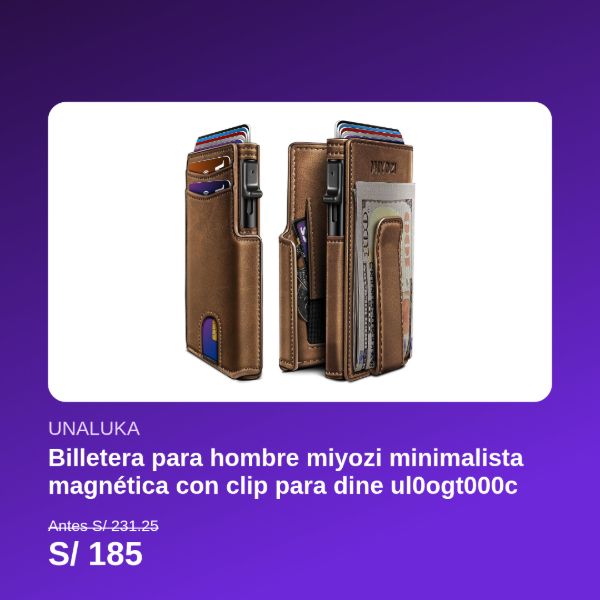 MIYOZI
UNALUKA
Billetera para hombre miyozi minimalista
magnética con clip para dine ul0ogt000c
Antes S/ 231.25
S/ 185